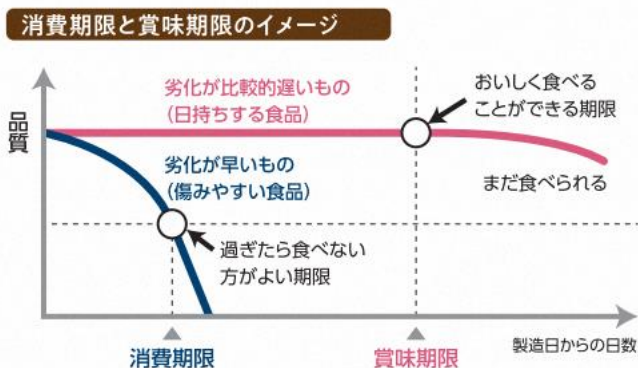 消費期限と賞味期限のイメージ
品質
劣化が比較的遅いもの
(日持ちする食品)
おいしく食べる
ことができる期限
劣化が早いもの
(傷みやすい食品)
まだ食べられる
過ぎたら食べない
方がよい期限
製造日からの日数
消費期限
賞味期限